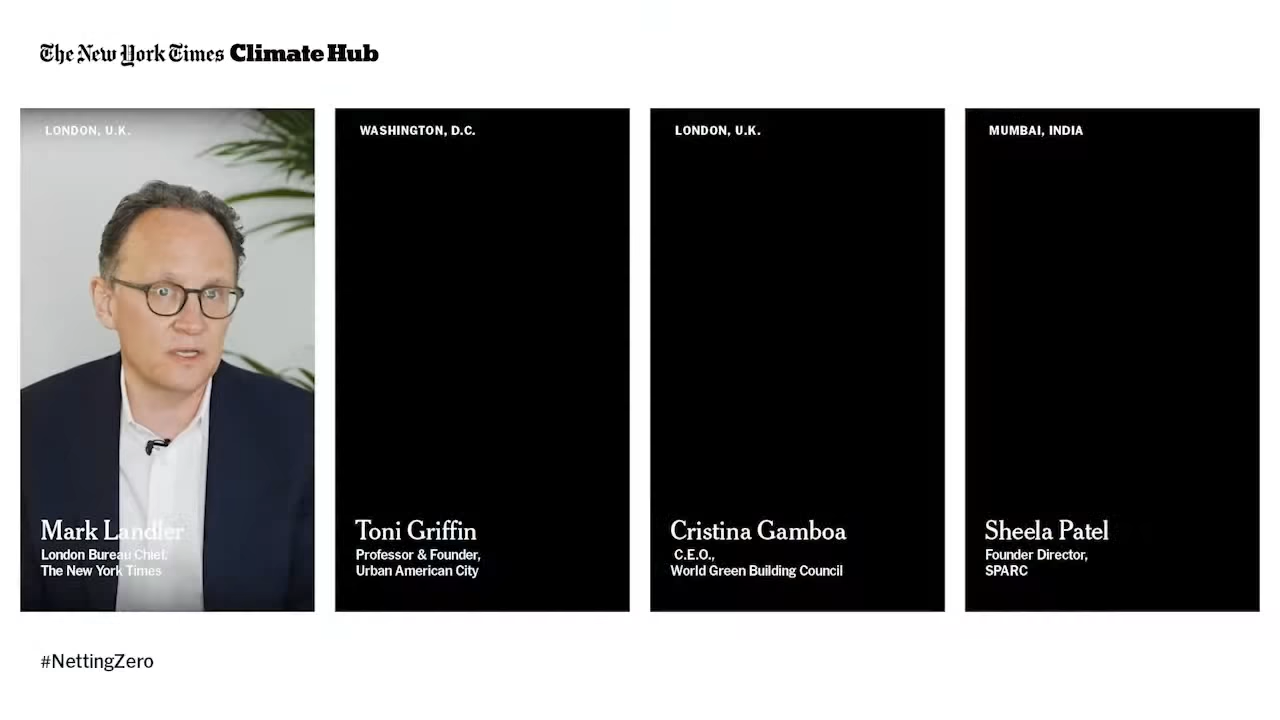 The New York Times Climate Hub
LONDON, U.K.
Mark Landler
London Bureau Chief,
The New York Times
WASHINGTON, D.C.
Toni Griffin
Professor & Founder,
Urban American City
LONDON, U.K.
Cristina Gamboa
C.E.O.,
World Green Building Council
MUMBAI, INDIA
Sheela Patel
Founder Director,
SPARC
#NettingZero